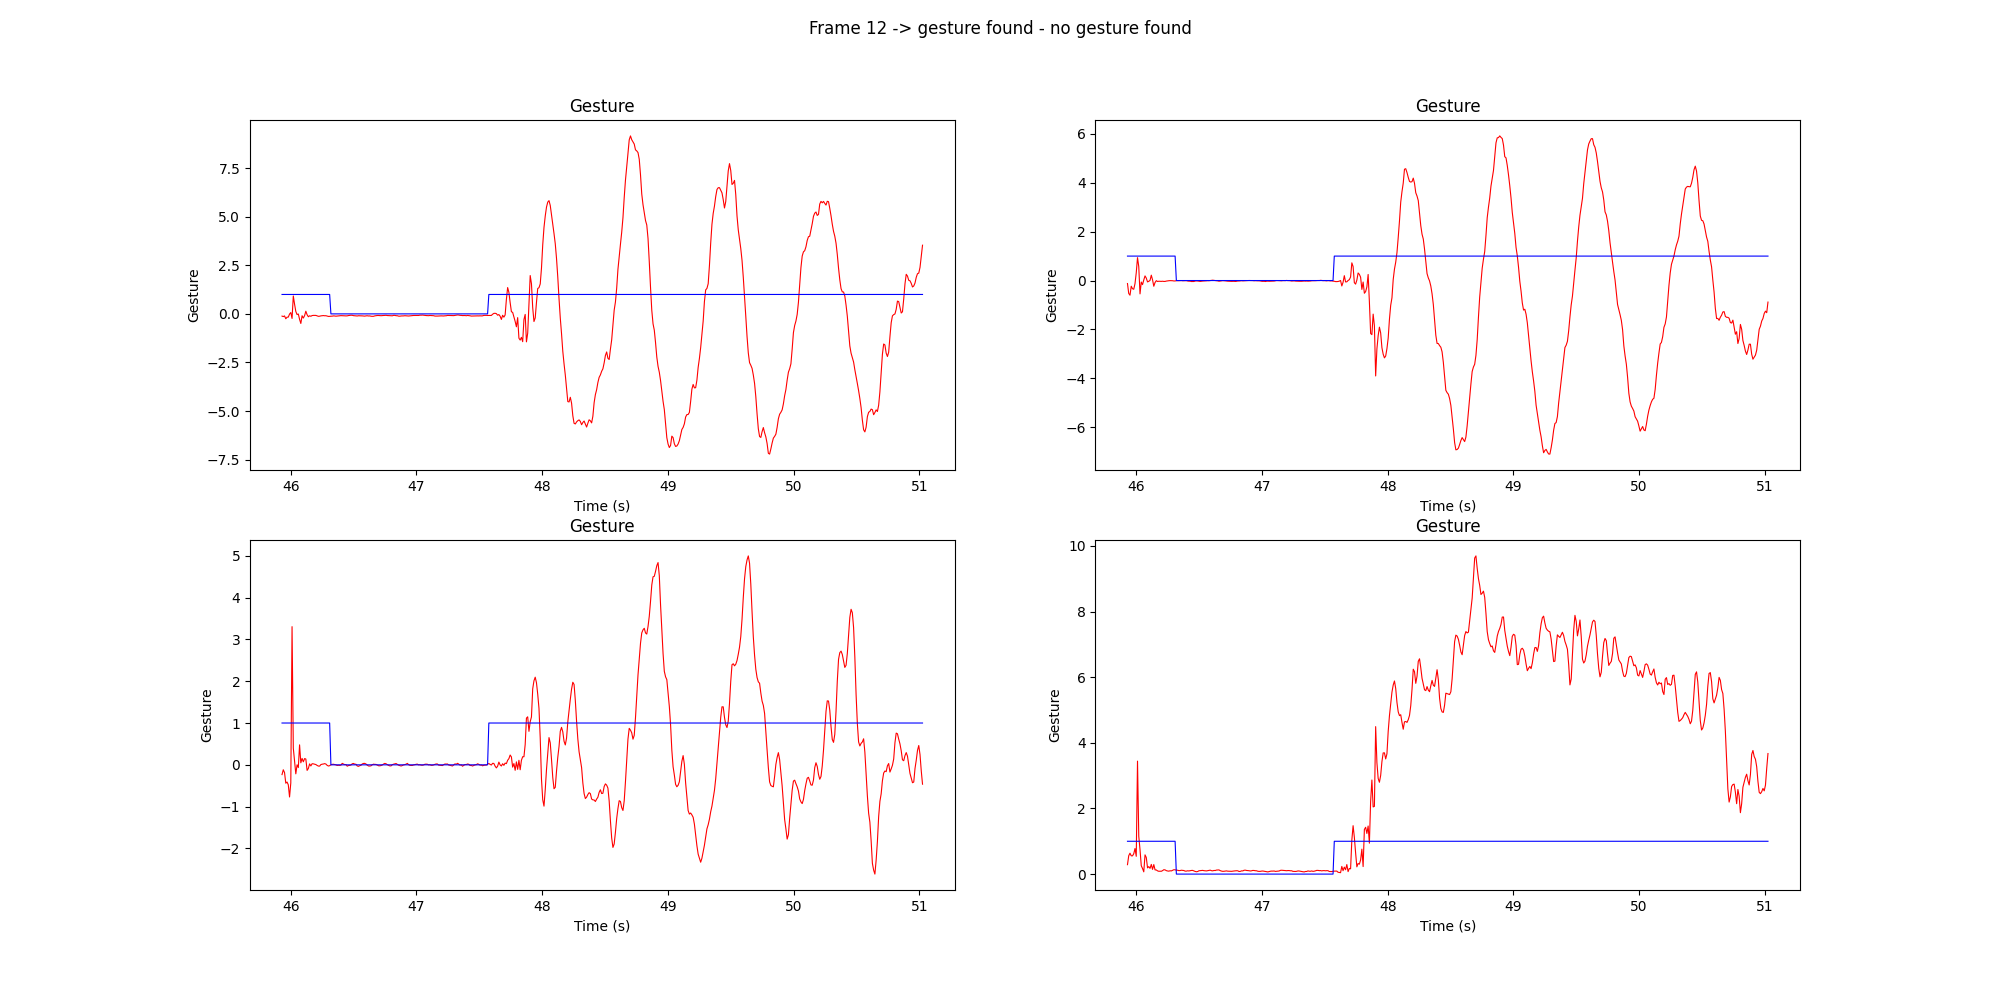 Frame 12 -> gesture found - no gesture found
Gesture
Gesture
7.5
5.0
2.5
0.0
−2.5
−5.0
−7.5
46 47 48 49 50 51
Time (s)
Gesture
Gesture
6
4
2
0
−2
−4
−6
46 47 48 49 50 51
Time (s)
Gesture
Gesture
5
4
3
2
1
0
−1
−2
46 47 48 49 50 51
Time (s)
Gesture
Gesture
10
8
6
4
2
0
46 47 48 49 50 51
Time (s)